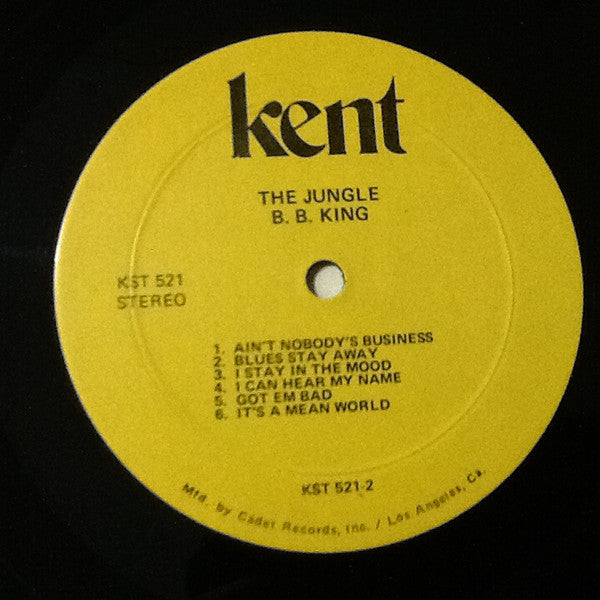 kent
THE JUNGLE
B. B. KING
KST 521
STEREO
1. AIN'T NOBODY'S BUSINESS
2. BLUES STAY AWAY
3. I STAY IN THE MOOD
4. I CAN HEAR MY NAME
5. GOT EM BAD
6. IT'S A MEAN WORLD
KST 521-2
Mfd. by Cadet Records, Inc. / Los Angeles, Ca.